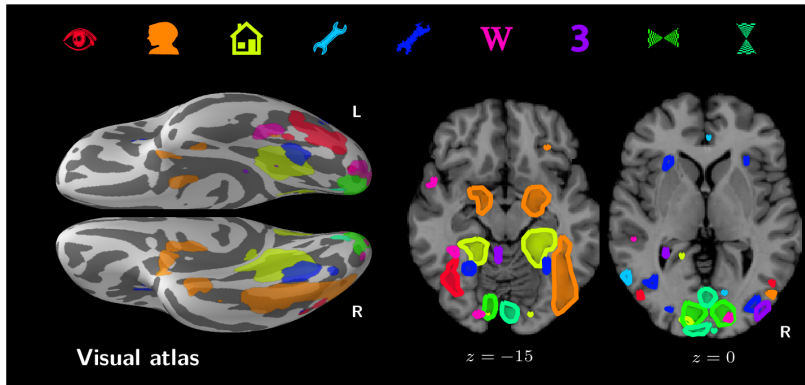 W 3
L
R
R
Visual atlas
z = −15
z = 0